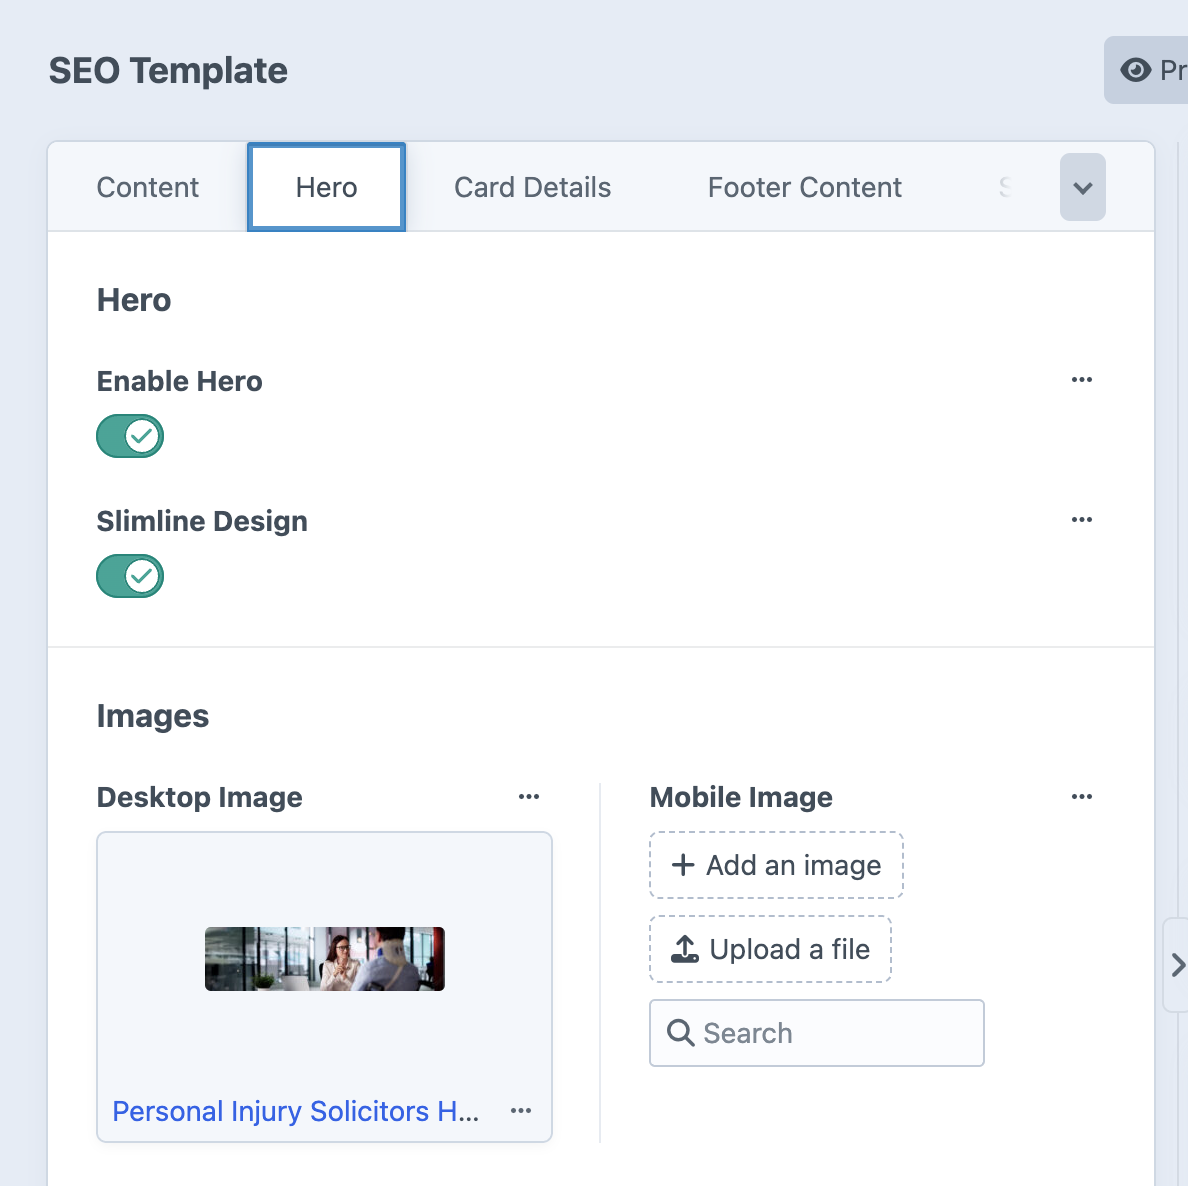 SEO Template
Pr
Content
Hero
Card Details
Footer Content
S
Hero
Enable Hero
Slimline Design
Images
Desktop Image
Mobile Image
Add an image
Upload a file
Search
Personal Injury Solicitors H...